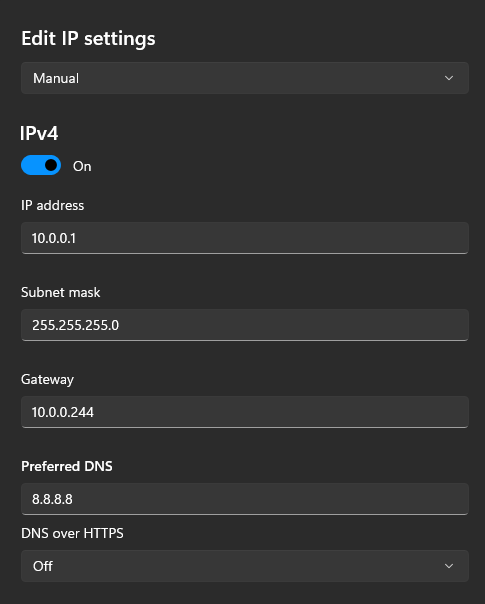 Edit IP settings
Manual
IPv4
On
IP address
10.0.0.1
Subnet mask
255.255.255.0
Gateway
10.0.0.244
Preferred DNS
8.8.8.8
DNS over HTTPS
Off